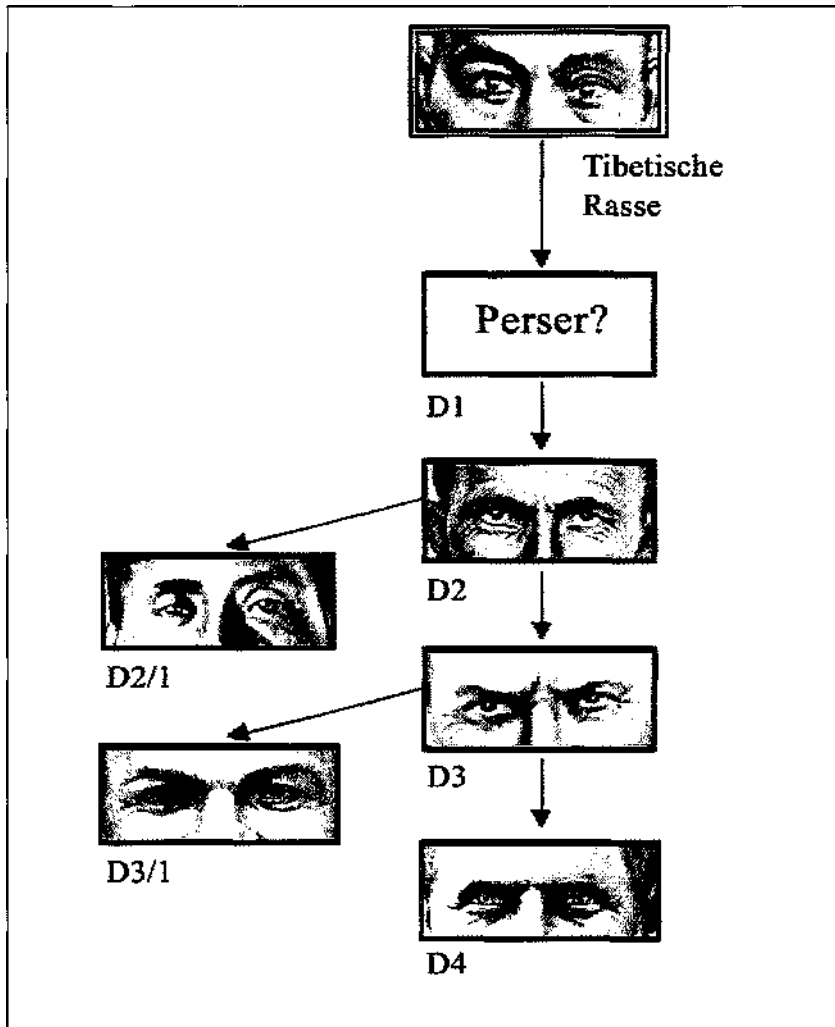 Tibetische
Rasse
Perser?
D1
D2
D2/1
D3
D3/1
D4